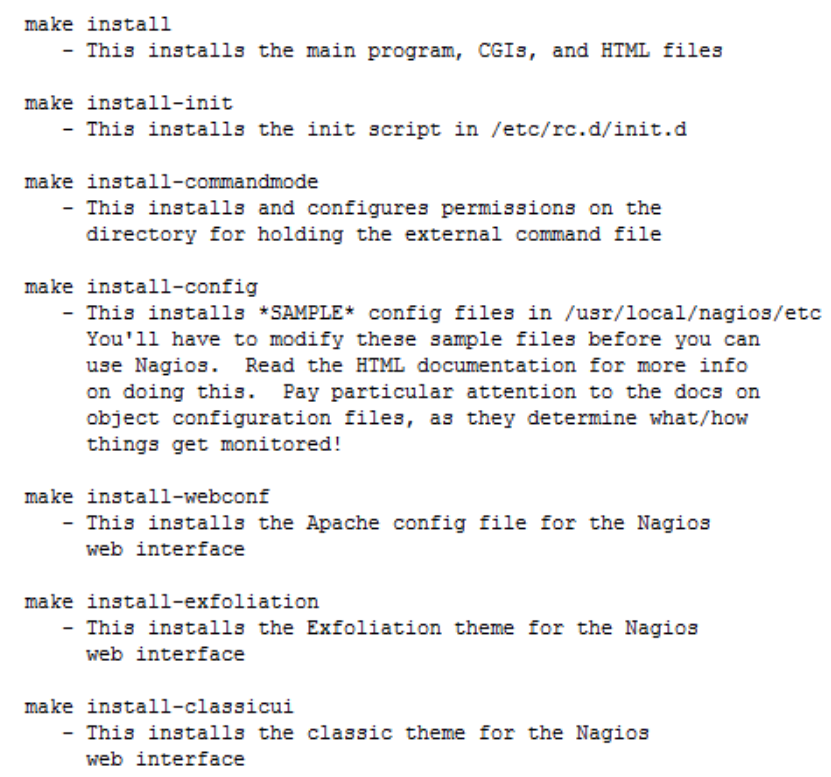 make install
   - This installs the main program, CGIs, and HTML files

make install-init
   - This installs the init script in /etc/rc.d/init.d

make install-commandmode
   - This installs and configures permissions on the
     directory for holding the external command file

make install-config
   - This installs *SAMPLE* config files in /usr/local/nagios/etc
     You'll have to modify these sample files before you can
     use Nagios.  Read the HTML documentation for more info
     on doing this.  Pay particular attention to the docs on
     object configuration files, as they determine what/how
     things get monitored!

make install-webconf
   - This installs the Apache config file for the Nagios
     web interface

make install-exfoliation
   - This installs the Exfoliation theme for the Nagios
     web interface

make install-classicui
   - This installs the classic theme for the Nagios
     web interface